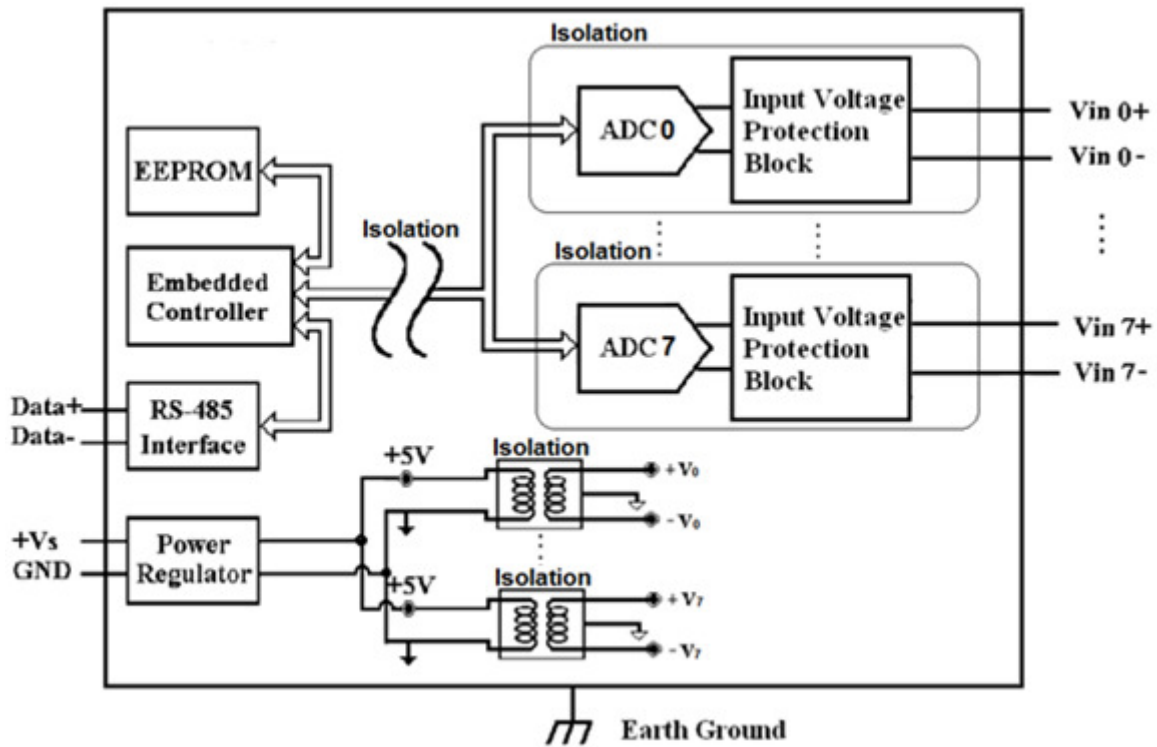 Isolation
ADC 0
Input Voltage
Protection
Block
Vin 0+
Vin 0-
EEPROM
Isolation
Isolation
Embedded
Controller
ADC 7
Input Voltage
Protection
Block
Vin 7+
Vin 7-
Data+
Data-
RS-485
Interface
+5V
Isolation
+V₀
-V₀
+Vs
GND
Power
Regulator
+5V
Isolation
+V₇
-V₇
Earth Ground